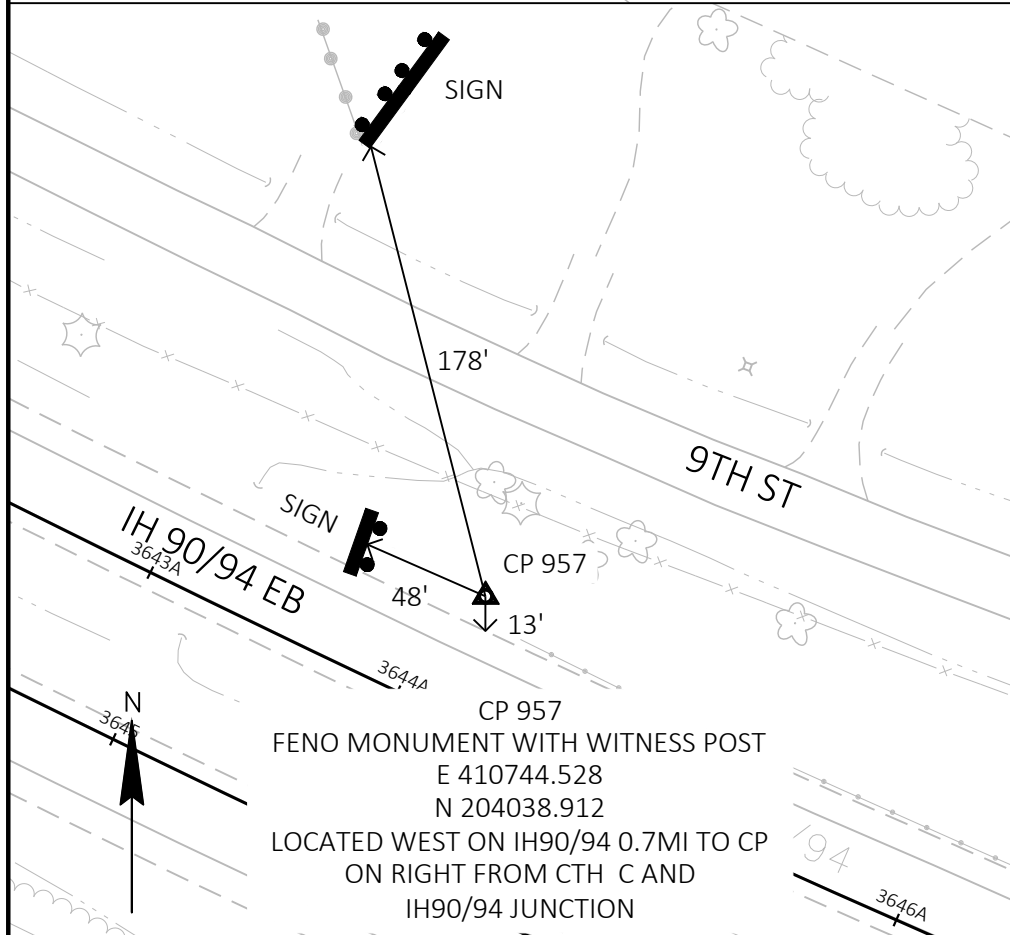 SIGN
178'
9TH ST
SIGN
IH 90/94 EB
3643A
CP 957
48'
13'
3644A
N
3645
CP 957
FENO MONUMENT WITH WITNESS POST
E 410744.528
N 204038.912
LOCATED WEST ON IH90/94 0.7MI TO CP
ON RIGHT FROM CTH C AND
IH90/94 JUNCTION
/94
3646A